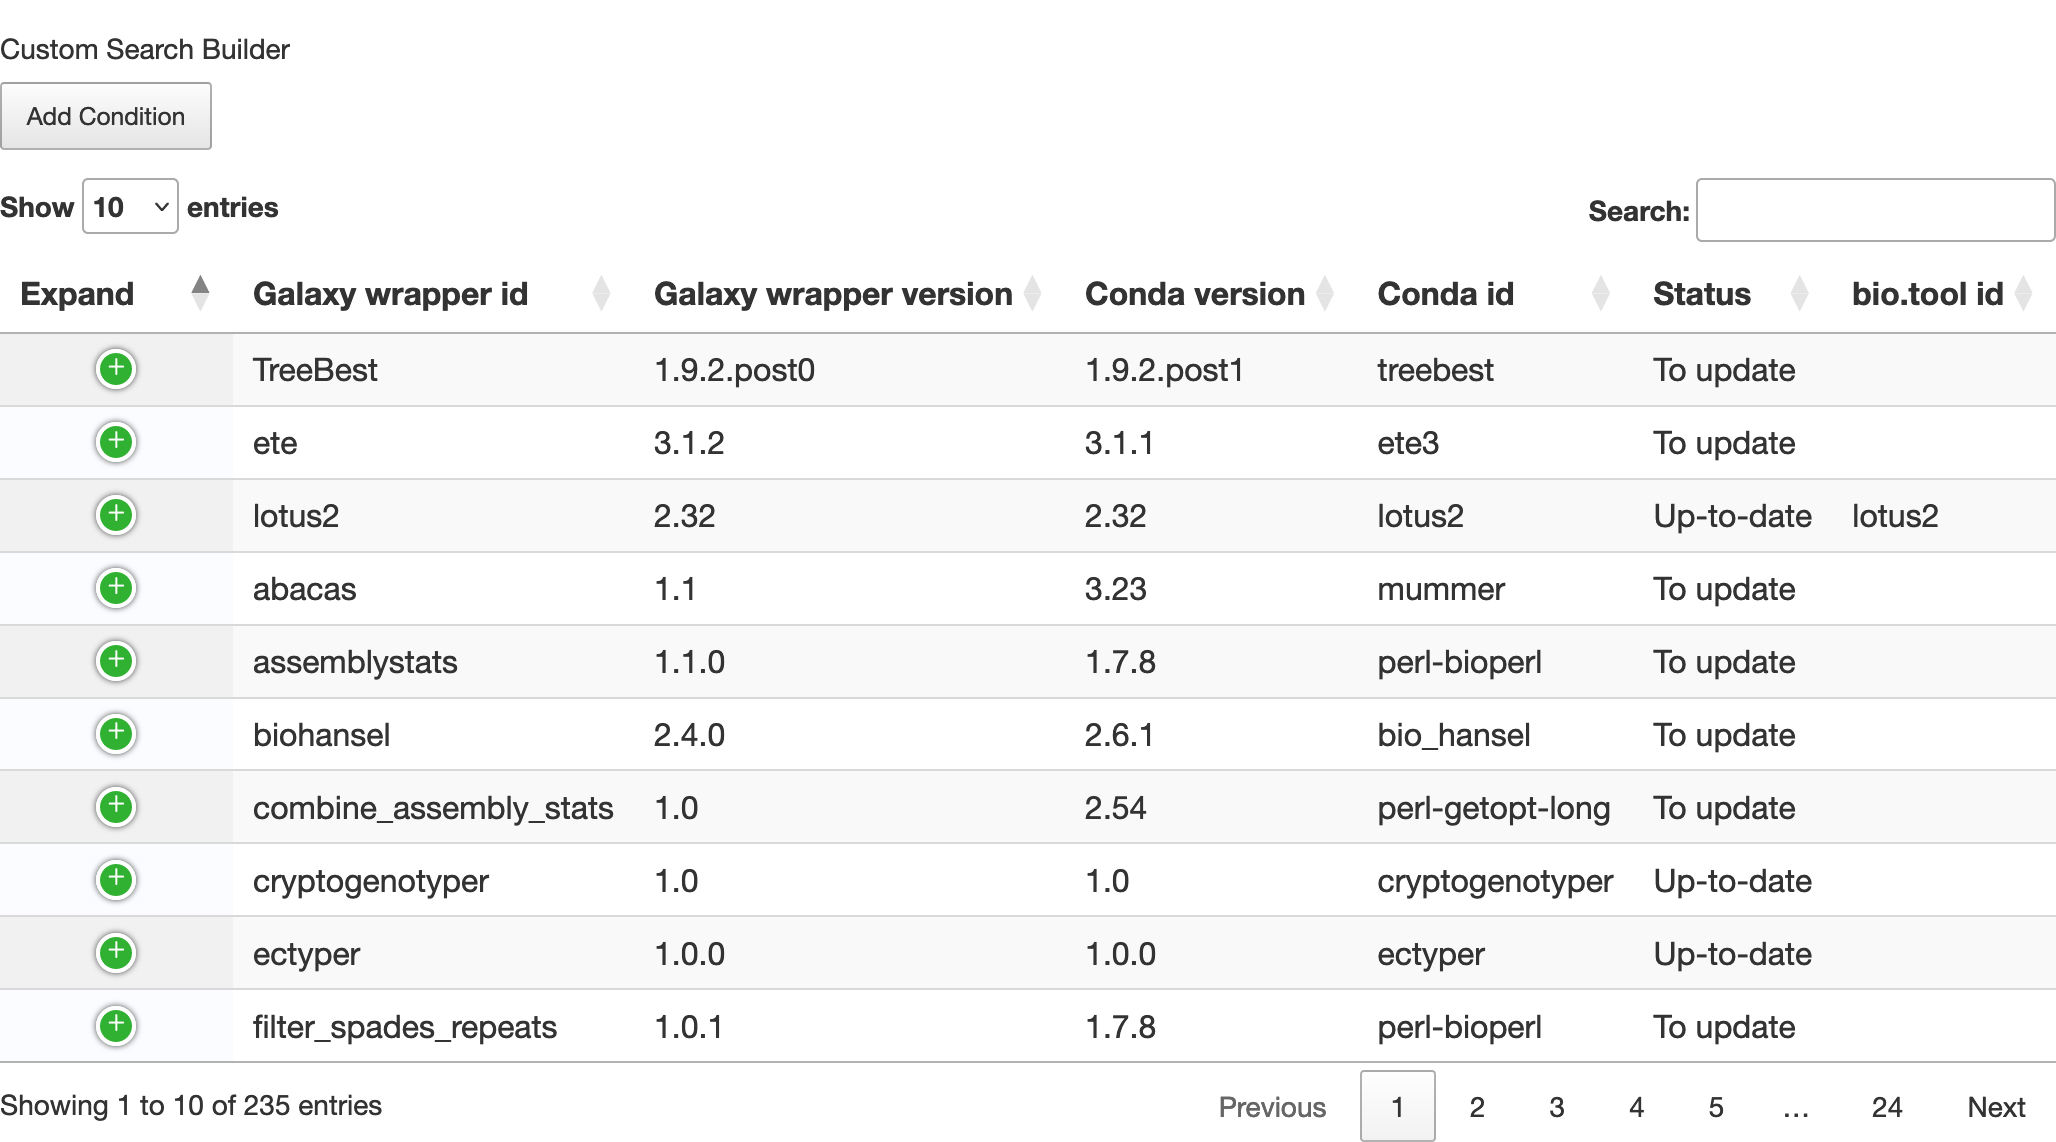 Custom Search Builder
Add Condition
Show 10 entries Search:
Expand Galaxy wrapper id Galaxy wrapper version Conda version Conda id Status bio.tool id
TreeBest 1.9.2.post0 1.9.2.post1 treebest To update
ete 3.1.2 3.1.1 ete3 To update
lotus2 2.32 2.32 lotus2 Up-to-date lotus2
abacas 1.1 3.23 mummer To update
assemblystats 1.1.0 1.7.8 perl-bioperl To update
biohansel 2.4.0 2.6.1 bio_hansel To update
combine_assembly_stats 1.0 2.54 perl-getopt-long To update
cryptogenotyper 1.0 1.0 cryptogenotyper Up-to-date
ectyper 1.0.0 1.0.0 ectyper Up-to-date
filter_spades_repeats 1.0.1 1.7.8 perl-bioperl To update
Showing 1 to 10 of 235 entries Previous 1 2 3 4 5 … 24 Next